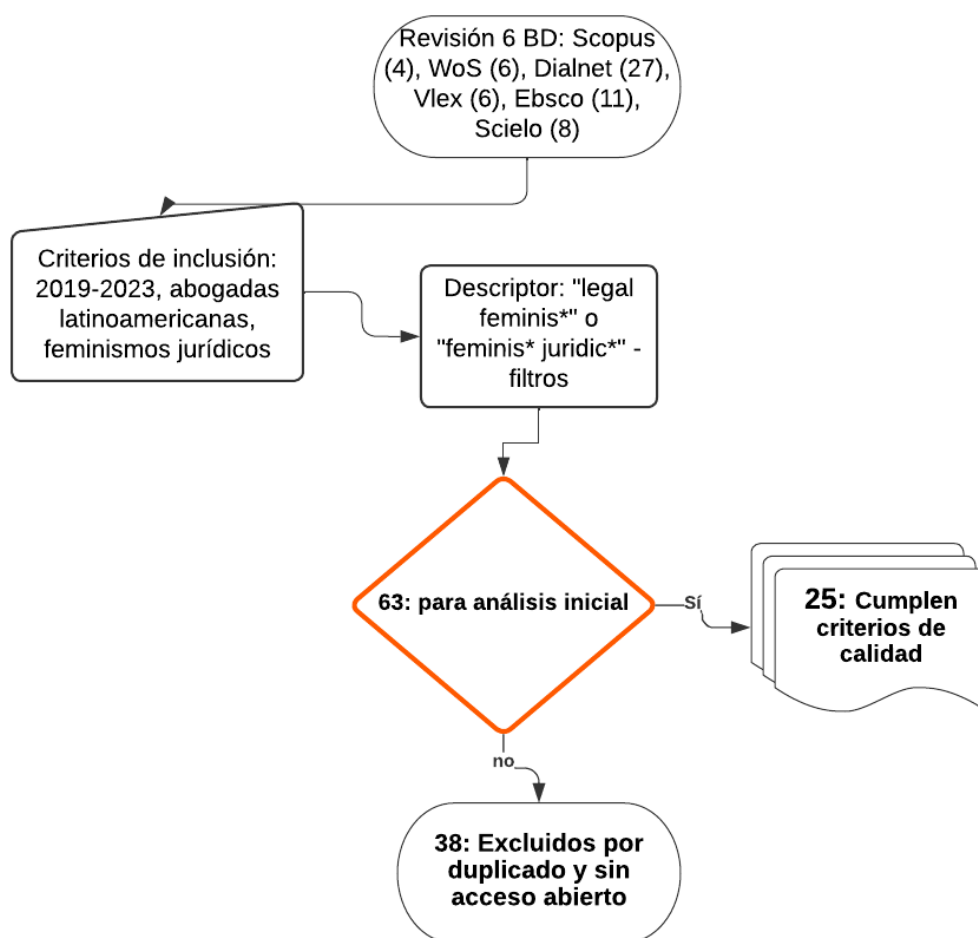 Revisión 6 BD: Scopus
(4), WoS (6), Dialnet (27),
Vlex (6), Ebsco (11),
Scielo (8)
Criterios de inclusión:
2019-2023, abogadas
latinoamericanas,
feminismos jurídicos
Descriptor: "legal
feminis*" o
"feminis* juridic*" -
filtros
63: para análisis inicial
Sí
25: Cumplen
criterios de
calidad
no
38: Excluidos por
duplicado y sin
acceso abierto